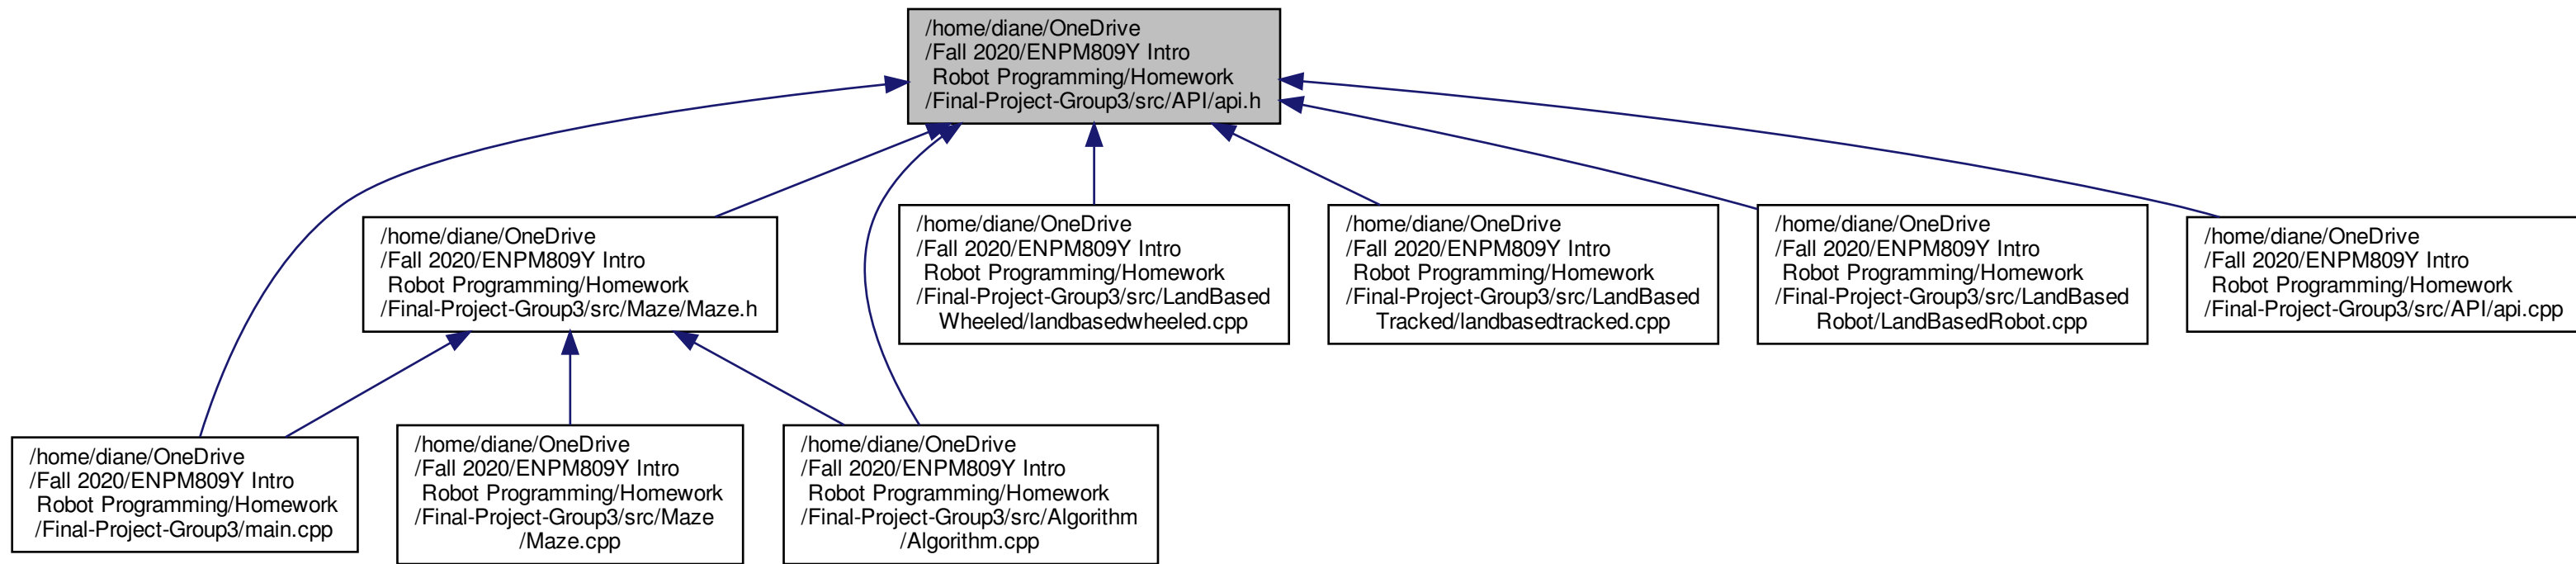 /home/diane/OneDrive
/Fall 2020/ENPM809Y Intro
Robot Programming/Homework
/Final-Project-Group3/src/API/api.h
/home/diane/OneDrive
/Fall 2020/ENPM809Y Intro
Robot Programming/Homework
/Final-Project-Group3/src/Maze/Maze.h
/home/diane/OneDrive
/Fall 2020/ENPM809Y Intro
Robot Programming/Homework
/Final-Project-Group3/src/LandBased
Wheeled/landbasedwheeled.cpp
/home/diane/OneDrive
/Fall 2020/ENPM809Y Intro
Robot Programming/Homework
/Final-Project-Group3/src/LandBased
Tracked/landbasedtracked.cpp
/home/diane/OneDrive
/Fall 2020/ENPM809Y Intro
Robot Programming/Homework
/Final-Project-Group3/src/LandBased
Robot/LandBasedRobot.cpp
/home/diane/OneDrive
/Fall 2020/ENPM809Y Intro
Robot Programming/Homework
/Final-Project-Group3/src/API/api.cpp
/home/diane/OneDrive
/Fall 2020/ENPM809Y Intro
Robot Programming/Homework
/Final-Project-Group3/main.cpp
/home/diane/OneDrive
/Fall 2020/ENPM809Y Intro
Robot Programming/Homework
/Final-Project-Group3/src/Maze
/Maze.cpp
/home/diane/OneDrive
/Fall 2020/ENPM809Y Intro
Robot Programming/Homework
/Final-Project-Group3/src/Algorithm
/Algorithm.cpp